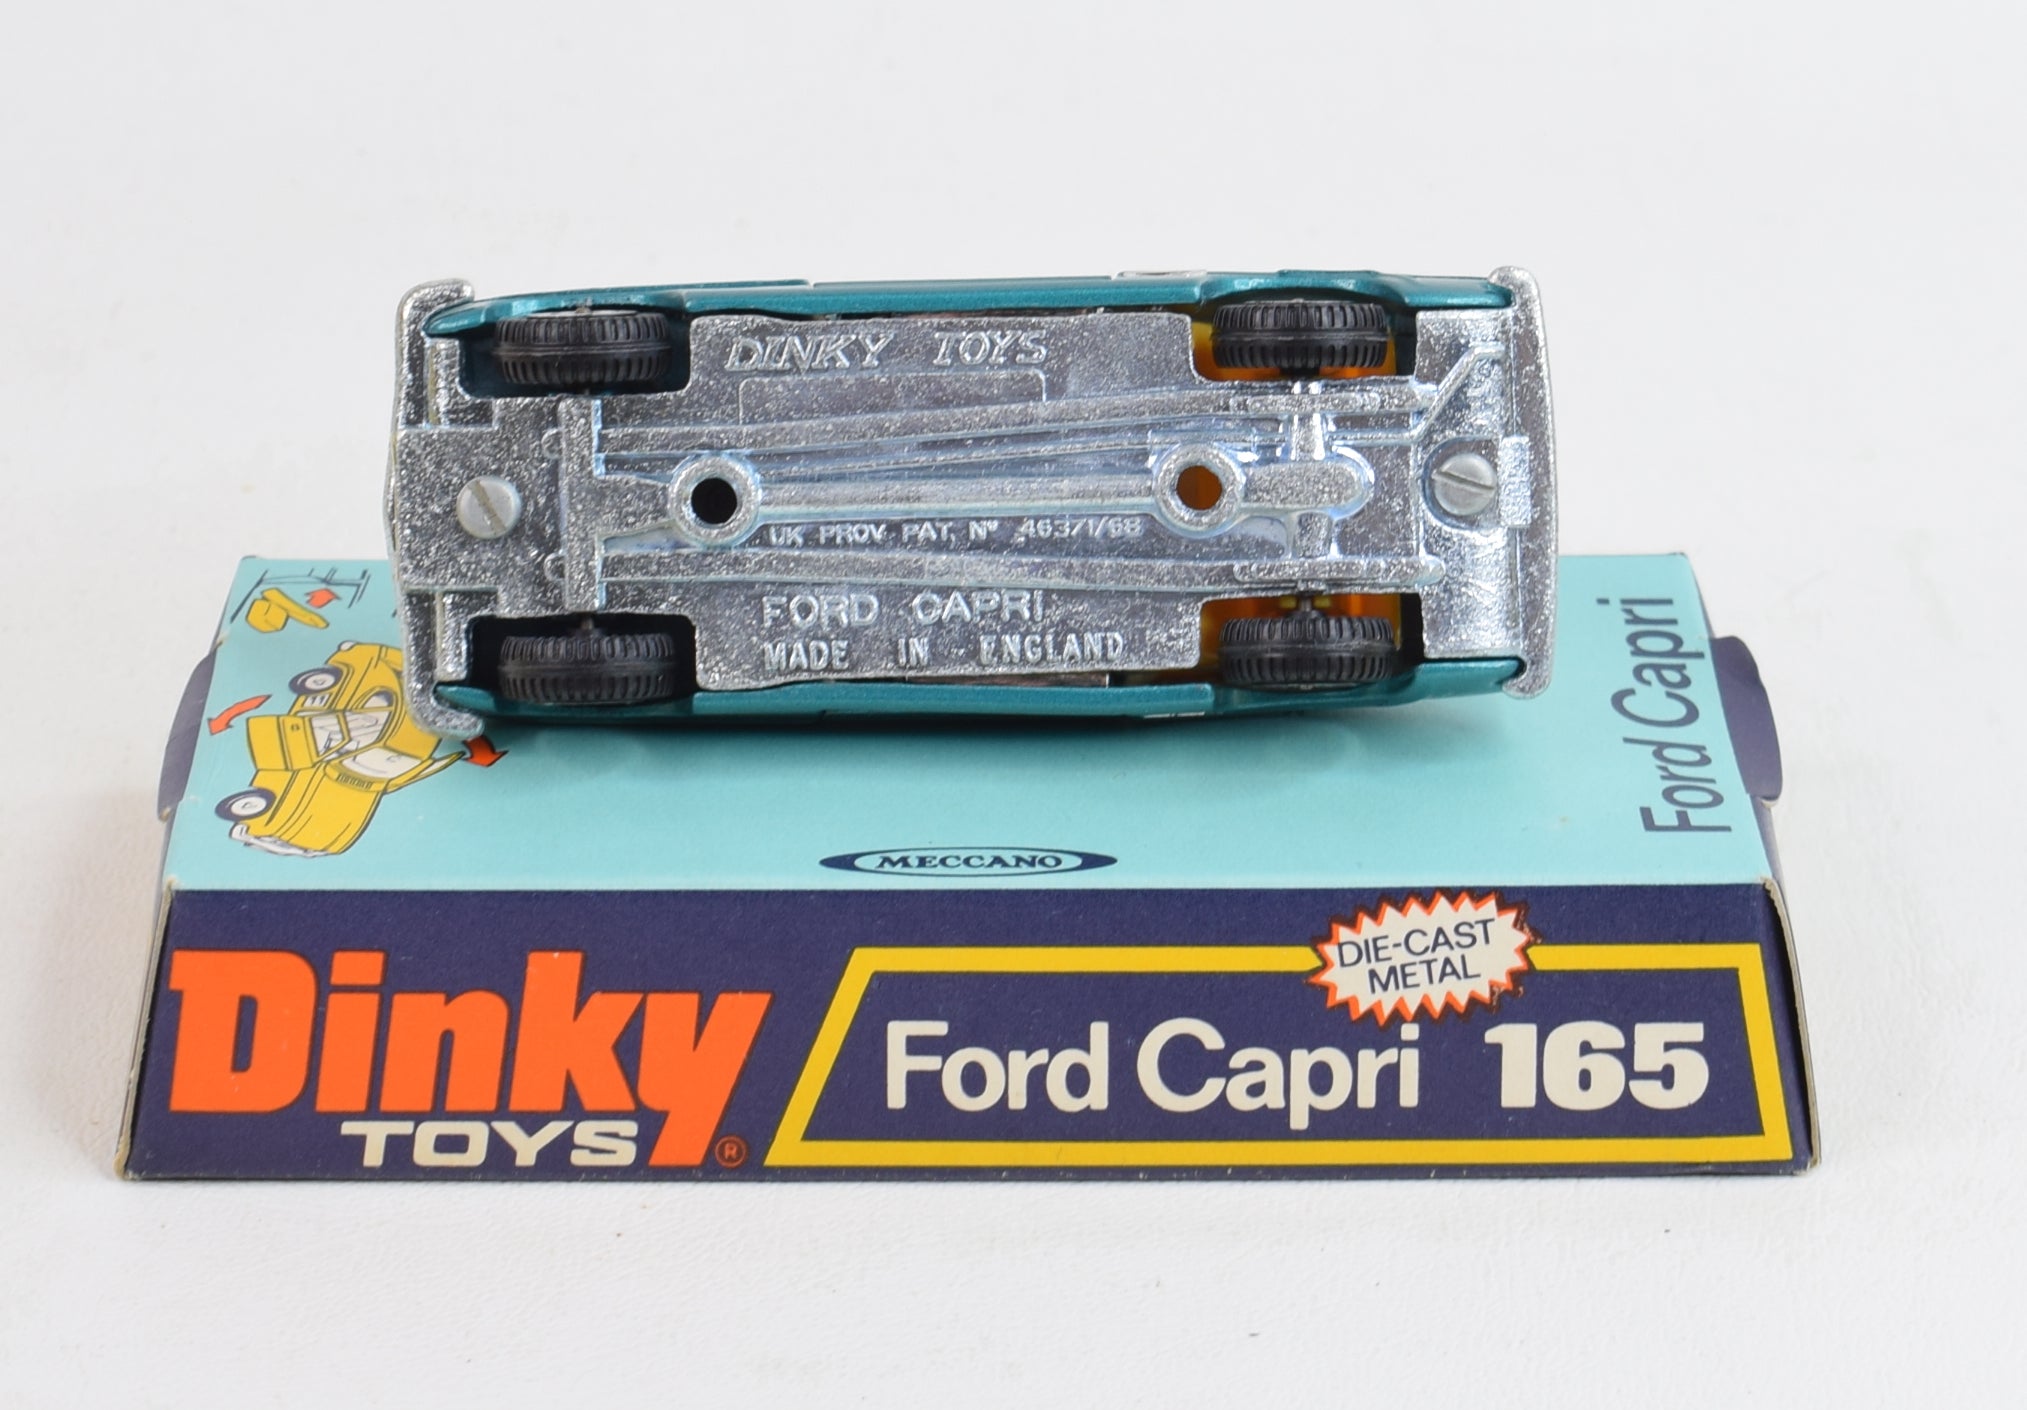 DINKY TOYS
UK PROV. PAT. Nº 46371/68
FORD CAPRI
MADE IN ENGLAND
Ford Capri
MECCANO
DIE-CAST
METAL
Dinky
TOYS ®
Ford Capri 165